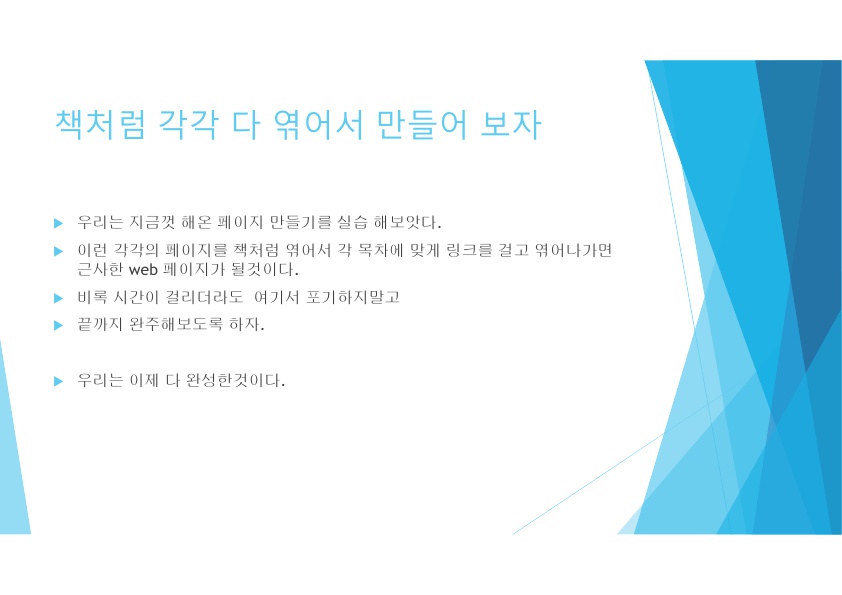 책처럼 각각 다 엮어서 만들어 보자
우리는 지금껏 해온 페이지 만들기를 실습 해보앗다.
이런 각각의 페이지를 책처럼 엮어서 각 목차에 맞게 링크를 걸고 엮어나가면
근사한 web 페이지가 될것이다.
비록 시간이 걸리더라도  여기서 포기하지말고
끝까지 완주해보도록 하자.
우리는 이제 다 완성한것이다.